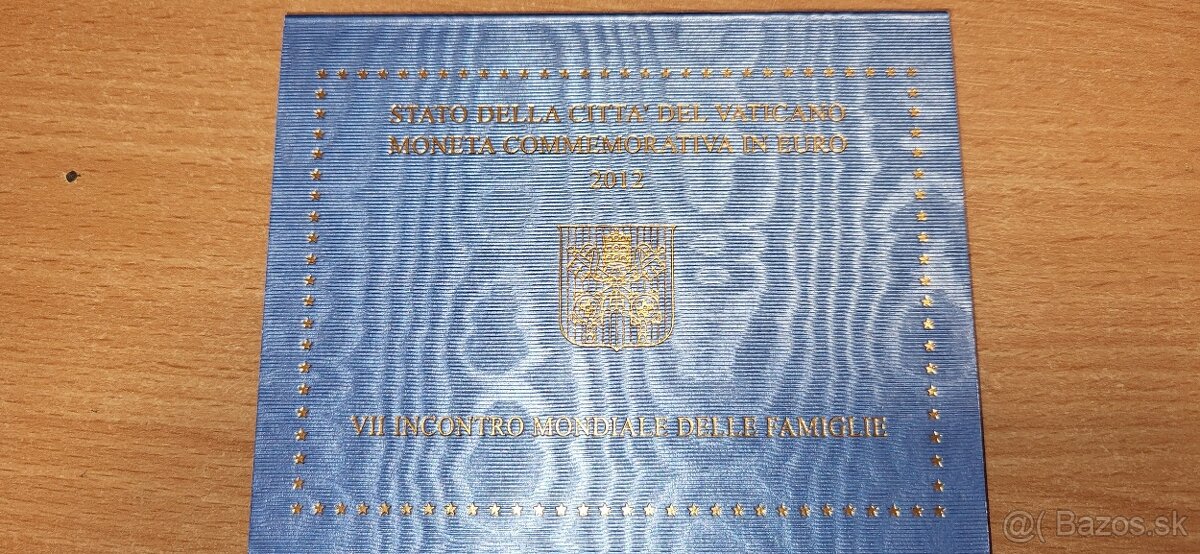 STATO DELLA CITTA' DEL VATICANO
MONETA COMMEMORATIVA IN EURO
2012
VII INCONTRO MONDIALE DELLE FAMIGLIE
@( Bazos.sk